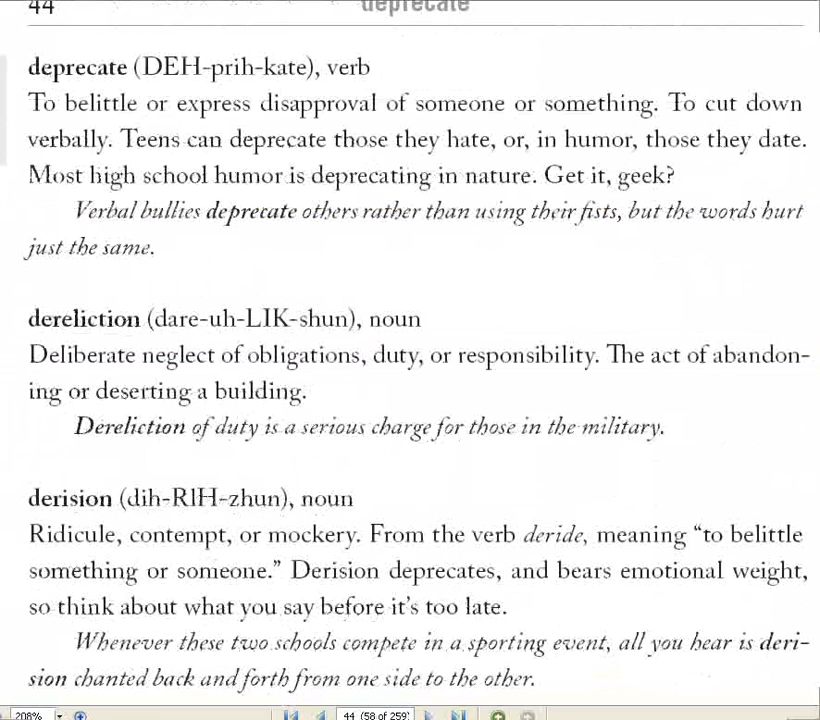 44
deprecate
deprecate (DEH-prih-kate), verb
To belittle or express disapproval of someone or something. To cut down
verbally. Teens can deprecate those they hate, or, in humor, those they date.
Most high school humor is deprecating in nature. Get it, geek?
Verbal bullies deprecate others rather than using their fists, but the words hurt
just the same.
dereliction (dare-uh-LIK-shun), noun
Deliberate neglect of obligations, duty, or responsibility. The act of abandon-
ing or deserting a building.
Dereliction of duty is a serious charge for those in the military.
derision (dih-RIH-zhun), noun
Ridicule, contempt, or mockery. From the verb deride, meaning “to belittle
something or someone.” Derision deprecates, and bears emotional weight,
so think about what you say before it’s too late.
Whenever these two schools compete in a sporting event, all you hear is deri-
sion chanted back and forth from one side to the other.
208% 44 (58 of 259)